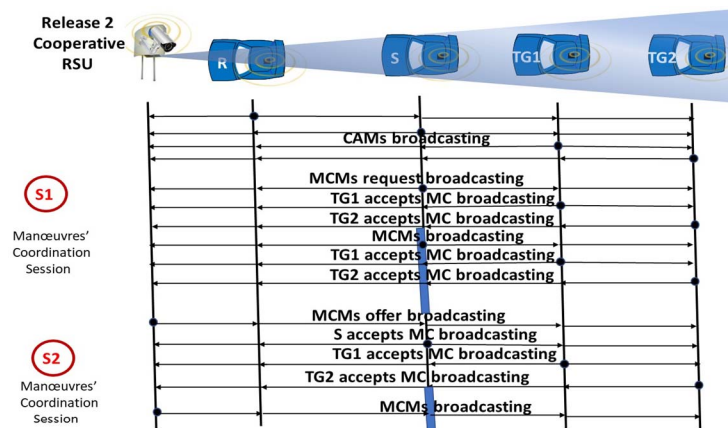 Release 2
Cooperative
RSU
R
S
TG1
TG2
CAMs broadcasting
MCMs request broadcasting
S1
TG1 accepts MC broadcasting
TG2 accepts MC broadcasting
Manœuvres'
Coordination
Session
MCMs broadcasting
TG1 accepts MC broadcasting
TG2 accepts MC broadcasting
MCMs offer broadcasting
S accepts MC broadcasting
S2
TG1 accepts MC broadcasting
TG2 accepts MC broadcasting
Manœuvres'
Coordination
Session
MCMs broadcasting